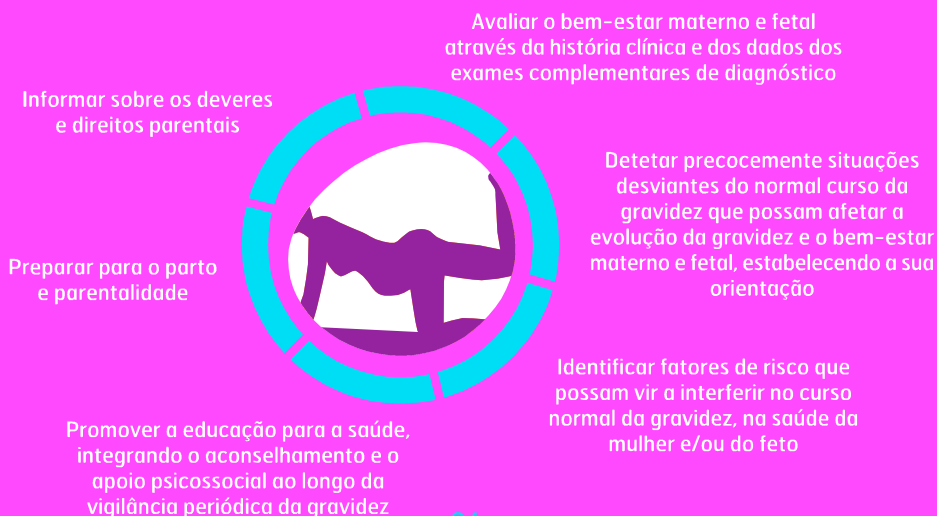 Avaliar o bem-estar materno e fetal
através da história clínica e dos dados dos
exames complementares de diagnóstico
Detetar precocemente situações
desviantes do normal curso da
gravidez que possam afetar a
evolução da gravidez e o bem-estar
materno e fetal, estabelecendo a sua
orientação
Identificar fatores de risco que
possam vir a interferir no curso
normal da gravidez, na saúde da
mulher e/ou do feto
Promover a educação para a saúde,
integrando o aconselhamento e o
apoio psicossocial ao longo da
vigilância periódica da gravidez
Preparar para o parto
e parentalidade
Informar sobre os deveres
e direitos parentais